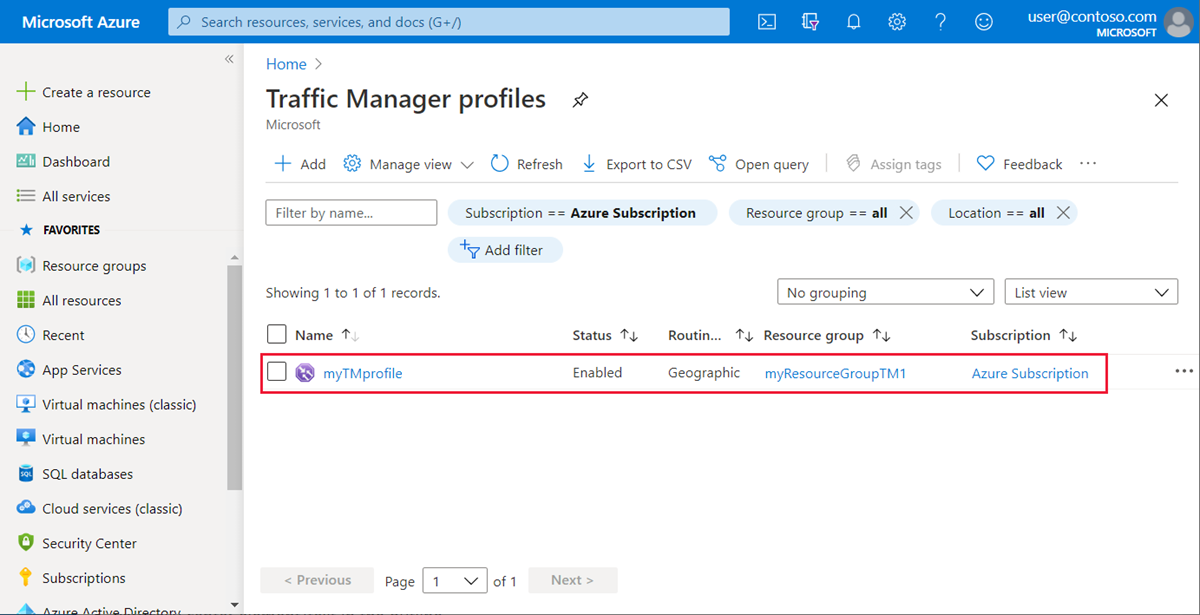 Microsoft Azure
Search resources, services, and docs (G+/)
user@contoso.com
MICROSOFT
Create a resource
Home
Dashboard
All services
FAVORITES
Resource groups
All resources
Recent
App Services
Virtual machines (classic)
Virtual machines
SQL databases
Cloud services (classic)
Security Center
Subscriptions
Azure Active Directory
Home >
Traffic Manager profiles
Microsoft
Add Manage view Refresh Export to CSV Open query Assign tags Feedback ...
Filter by name... Subscription == Azure Subscription Resource group == all Location == all
Add filter
Showing 1 to 1 of 1 records. No grouping List view
Name Status Routin... Resource group Subscription
myTMprofile Enabled Geographic myResourceGroupTM1 Azure Subscription
< Previous Page 1 of 1 Next >